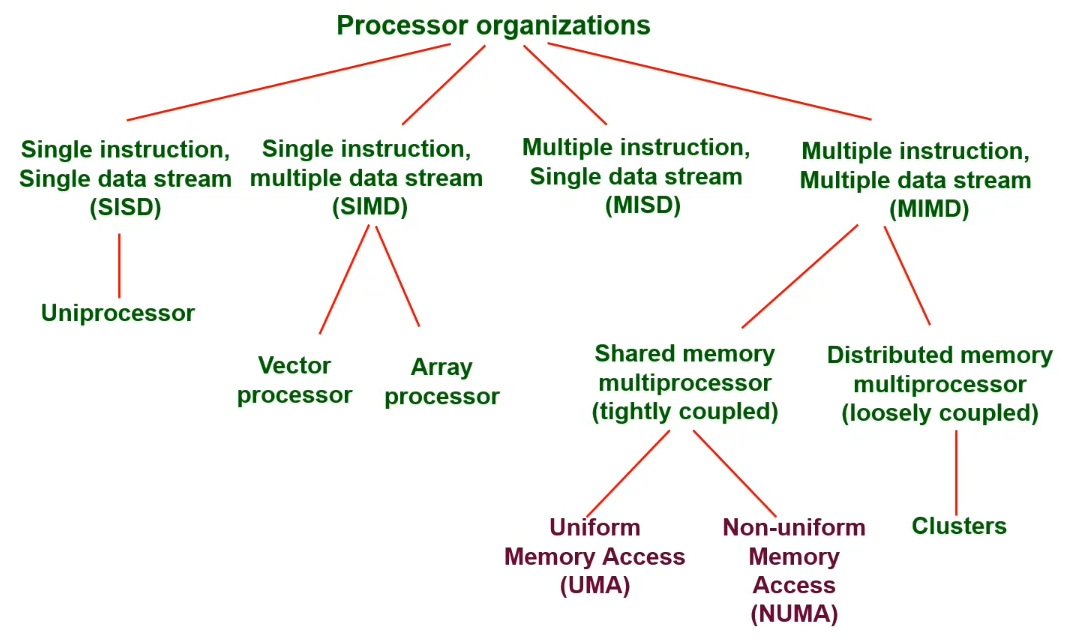 Processor organizations
Single instruction,
Single data stream
(SISD)
Single instruction,
multiple data stream
(SIMD)
Multiple instruction,
Single data stream
(MISD)
Multiple instruction,
Multiple data stream
(MIMD)
Uniprocessor
Vector
processor
Array
processor
Shared memory
multiprocessor
(tightly coupled)
Distributed memory
multiprocessor
(loosely coupled)
Uniform
Memory Access
(UMA)
Non-uniform
Memory
Access
(NUMA)
Clusters